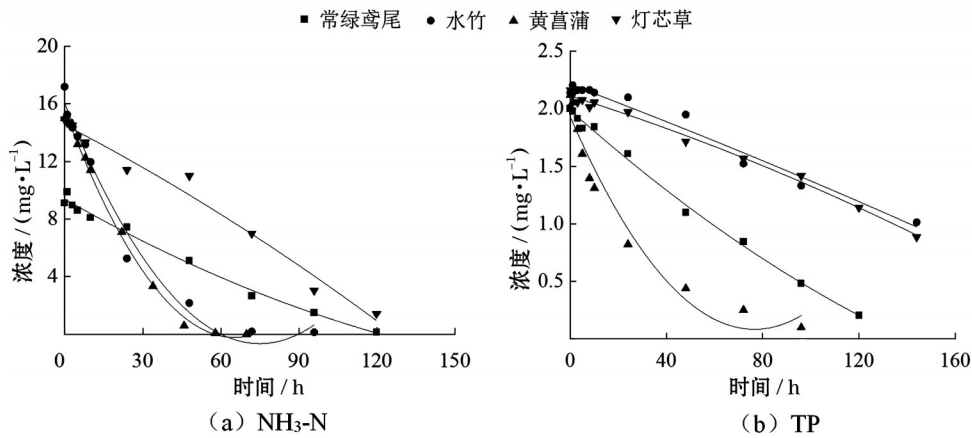 常绿鸢尾 水竹 黄菖蒲 灯芯草
20
16
12
8
4
浓度 / (mg·L⁻¹)
0 30 60 90 120 150
时间 / h
(a) NH₃-N
2.5
2.0
1.5
1.0
0.5
浓度 / (mg·L⁻¹)
0 40 80 120 160
时间 / h
(b) TP